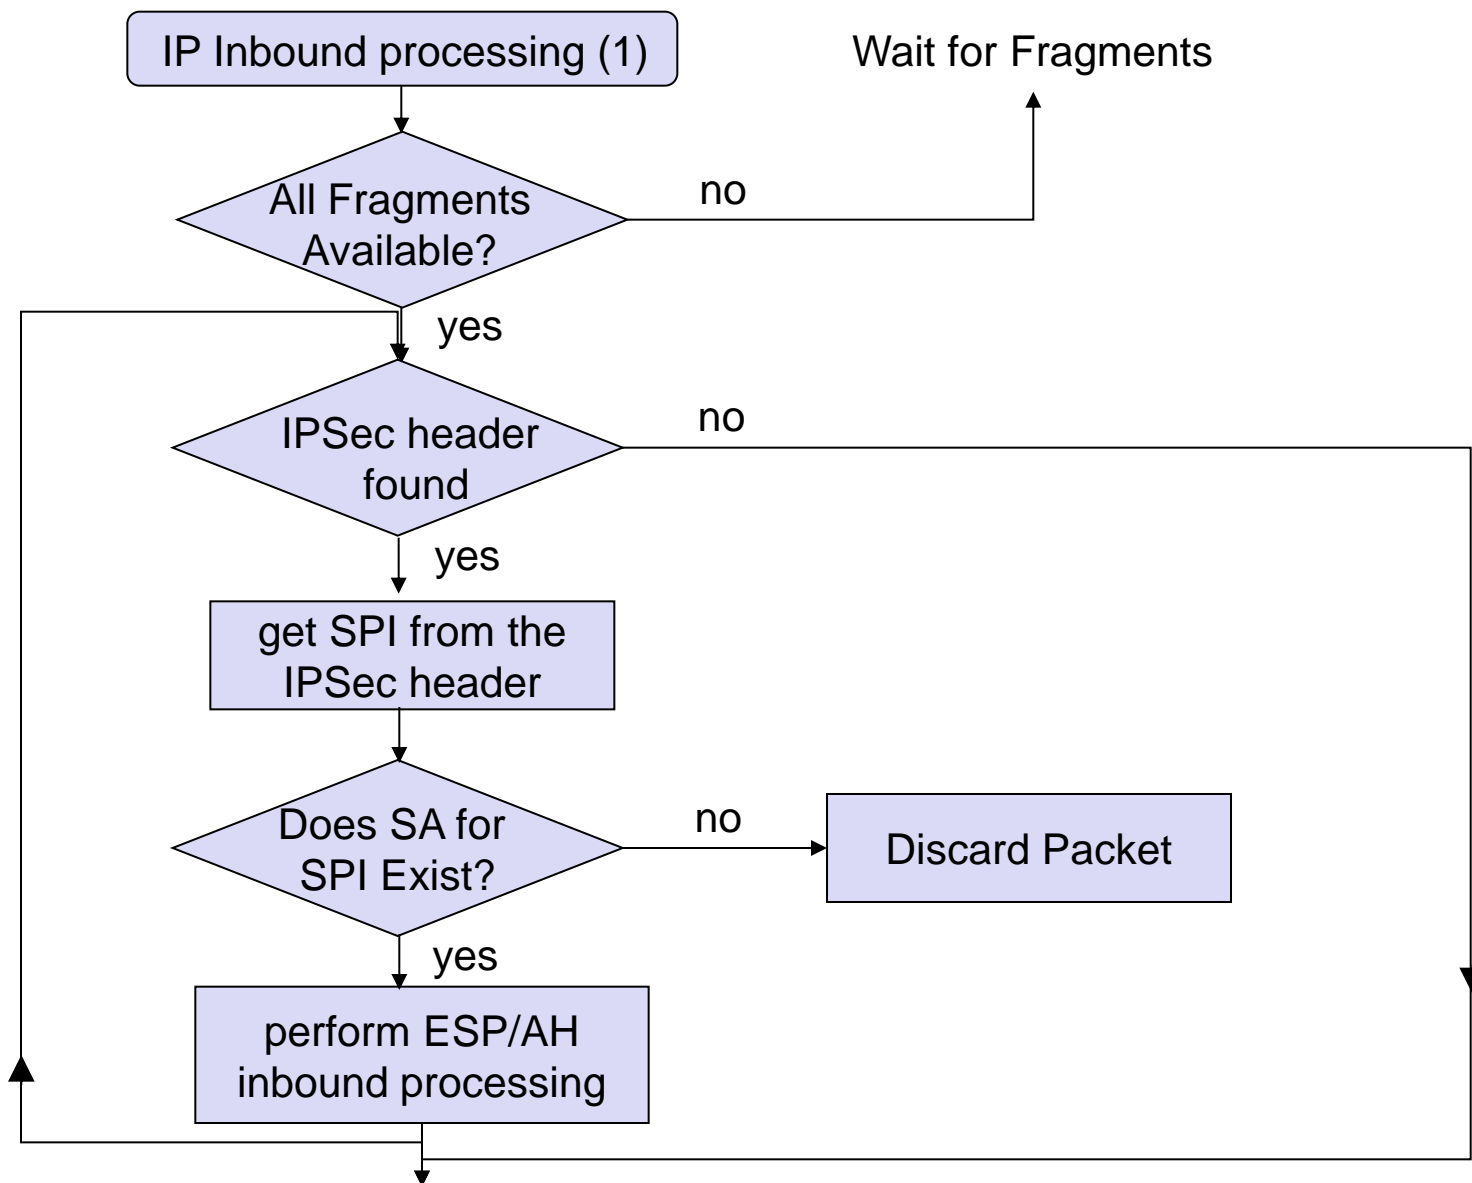 IP Inbound processing (1)
Wait for Fragments
All Fragments
Available?
no
yes
IPSec header
found
no
yes
get SPI from the
IPSec header
Does SA for
SPI Exist?
no
Discard Packet
yes
perform ESP/AH
inbound processing